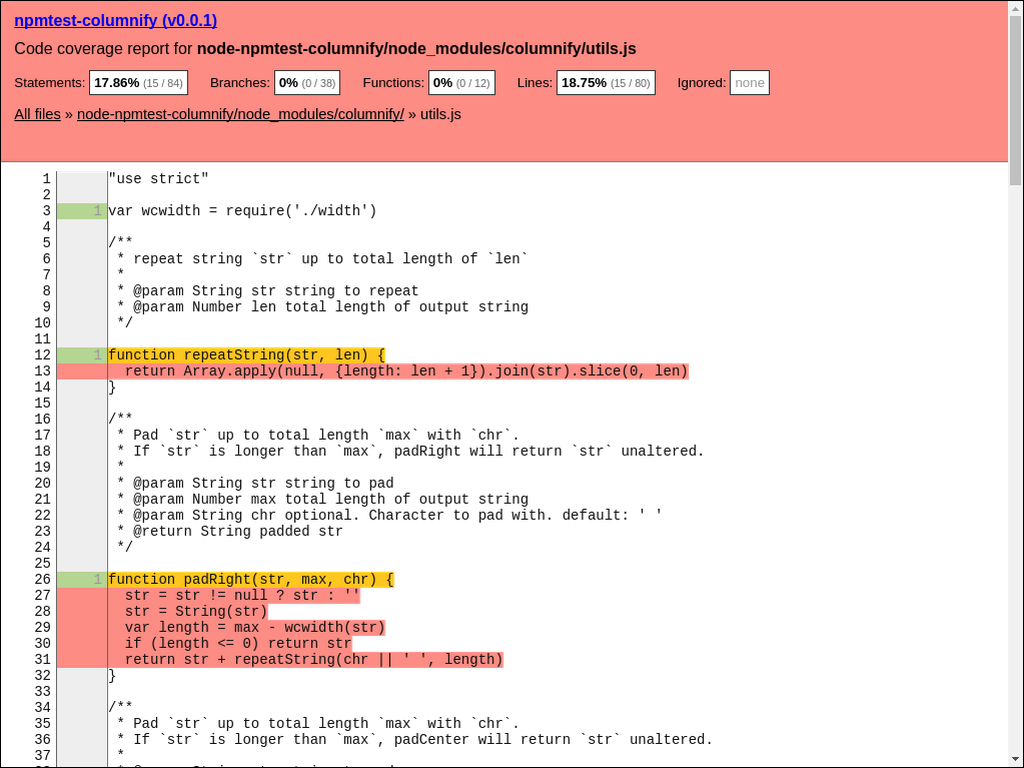 npmtest-columnify (v0.0.1)
Code coverage report for node-npmtest-columnify/node_modules/columnify/utils.js
Statements: 17.86% (15 / 84) Branches: 0% (0 / 38) Functions: 0% (0 / 12) Lines: 18.75% (15 / 80) Ignored: none
All files » node-npmtest-columnify/node_modules/columnify/ » utils.js
1 "use strict"
2
3 1 var wcwidth = require('./width')
4
5 /**
6  * repeat string `str` up to total length of `len`
7  *
8  * @param String str string to repeat
9  * @param Number len total length of output string
10  */
11
12 1 function repeatString(str, len) {
13   return Array.apply(null, {length: len + 1}).join(str).slice(0, len)
14 }
15
16 /**
17  * Pad `str` up to total length `max` with `chr`.
18  * If `str` is longer than `max`, padRight will return `str` unaltered.
19  *
20  * @param String str string to pad
21  * @param Number max total length of output string
22  * @param String chr optional. Character to pad with. default: ' '
23  * @return String padded str
24  */
25
26 1 function padRight(str, max, chr) {
27   str = str != null ? str : ''
28   str = String(str)
29   var length = max - wcwidth(str)
30   if (length <= 0) return str
31   return str + repeatString(chr || ' ', length)
32 }
33
34 /**
35  * Pad `str` up to total length `max` with `chr`.
36  * If `str` is longer than `max`, padCenter will return `str` unaltered.
37  *